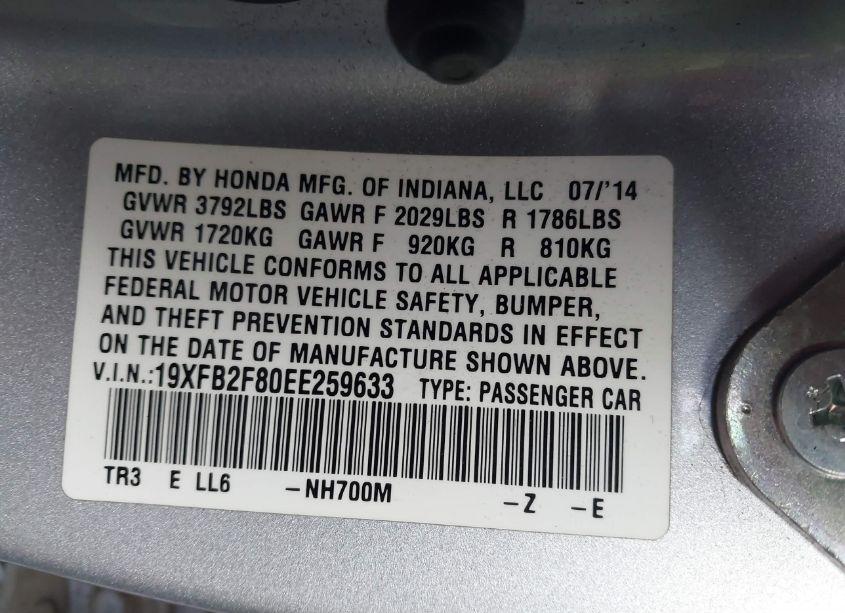 MFD. BY HONDA MFG. OF INDIANA, LLC 07/'14
GVWR 3792LBS GAWR F 2029LBS R 1786LBS
GVWR 1720KG GAWR F 920KG R 810KG
THIS VEHICLE CONFORMS TO ALL APPLICABLE
FEDERAL MOTOR VEHICLE SAFETY, BUMPER,
AND THEFT PREVENTION STANDARDS IN EFFECT
ON THE DATE OF MANUFACTURE SHOWN ABOVE.
V.I.N.:19XFB2F80EE259633 TYPE: PASSENGER CAR
TR3 E LL6 -NH700M -Z -E